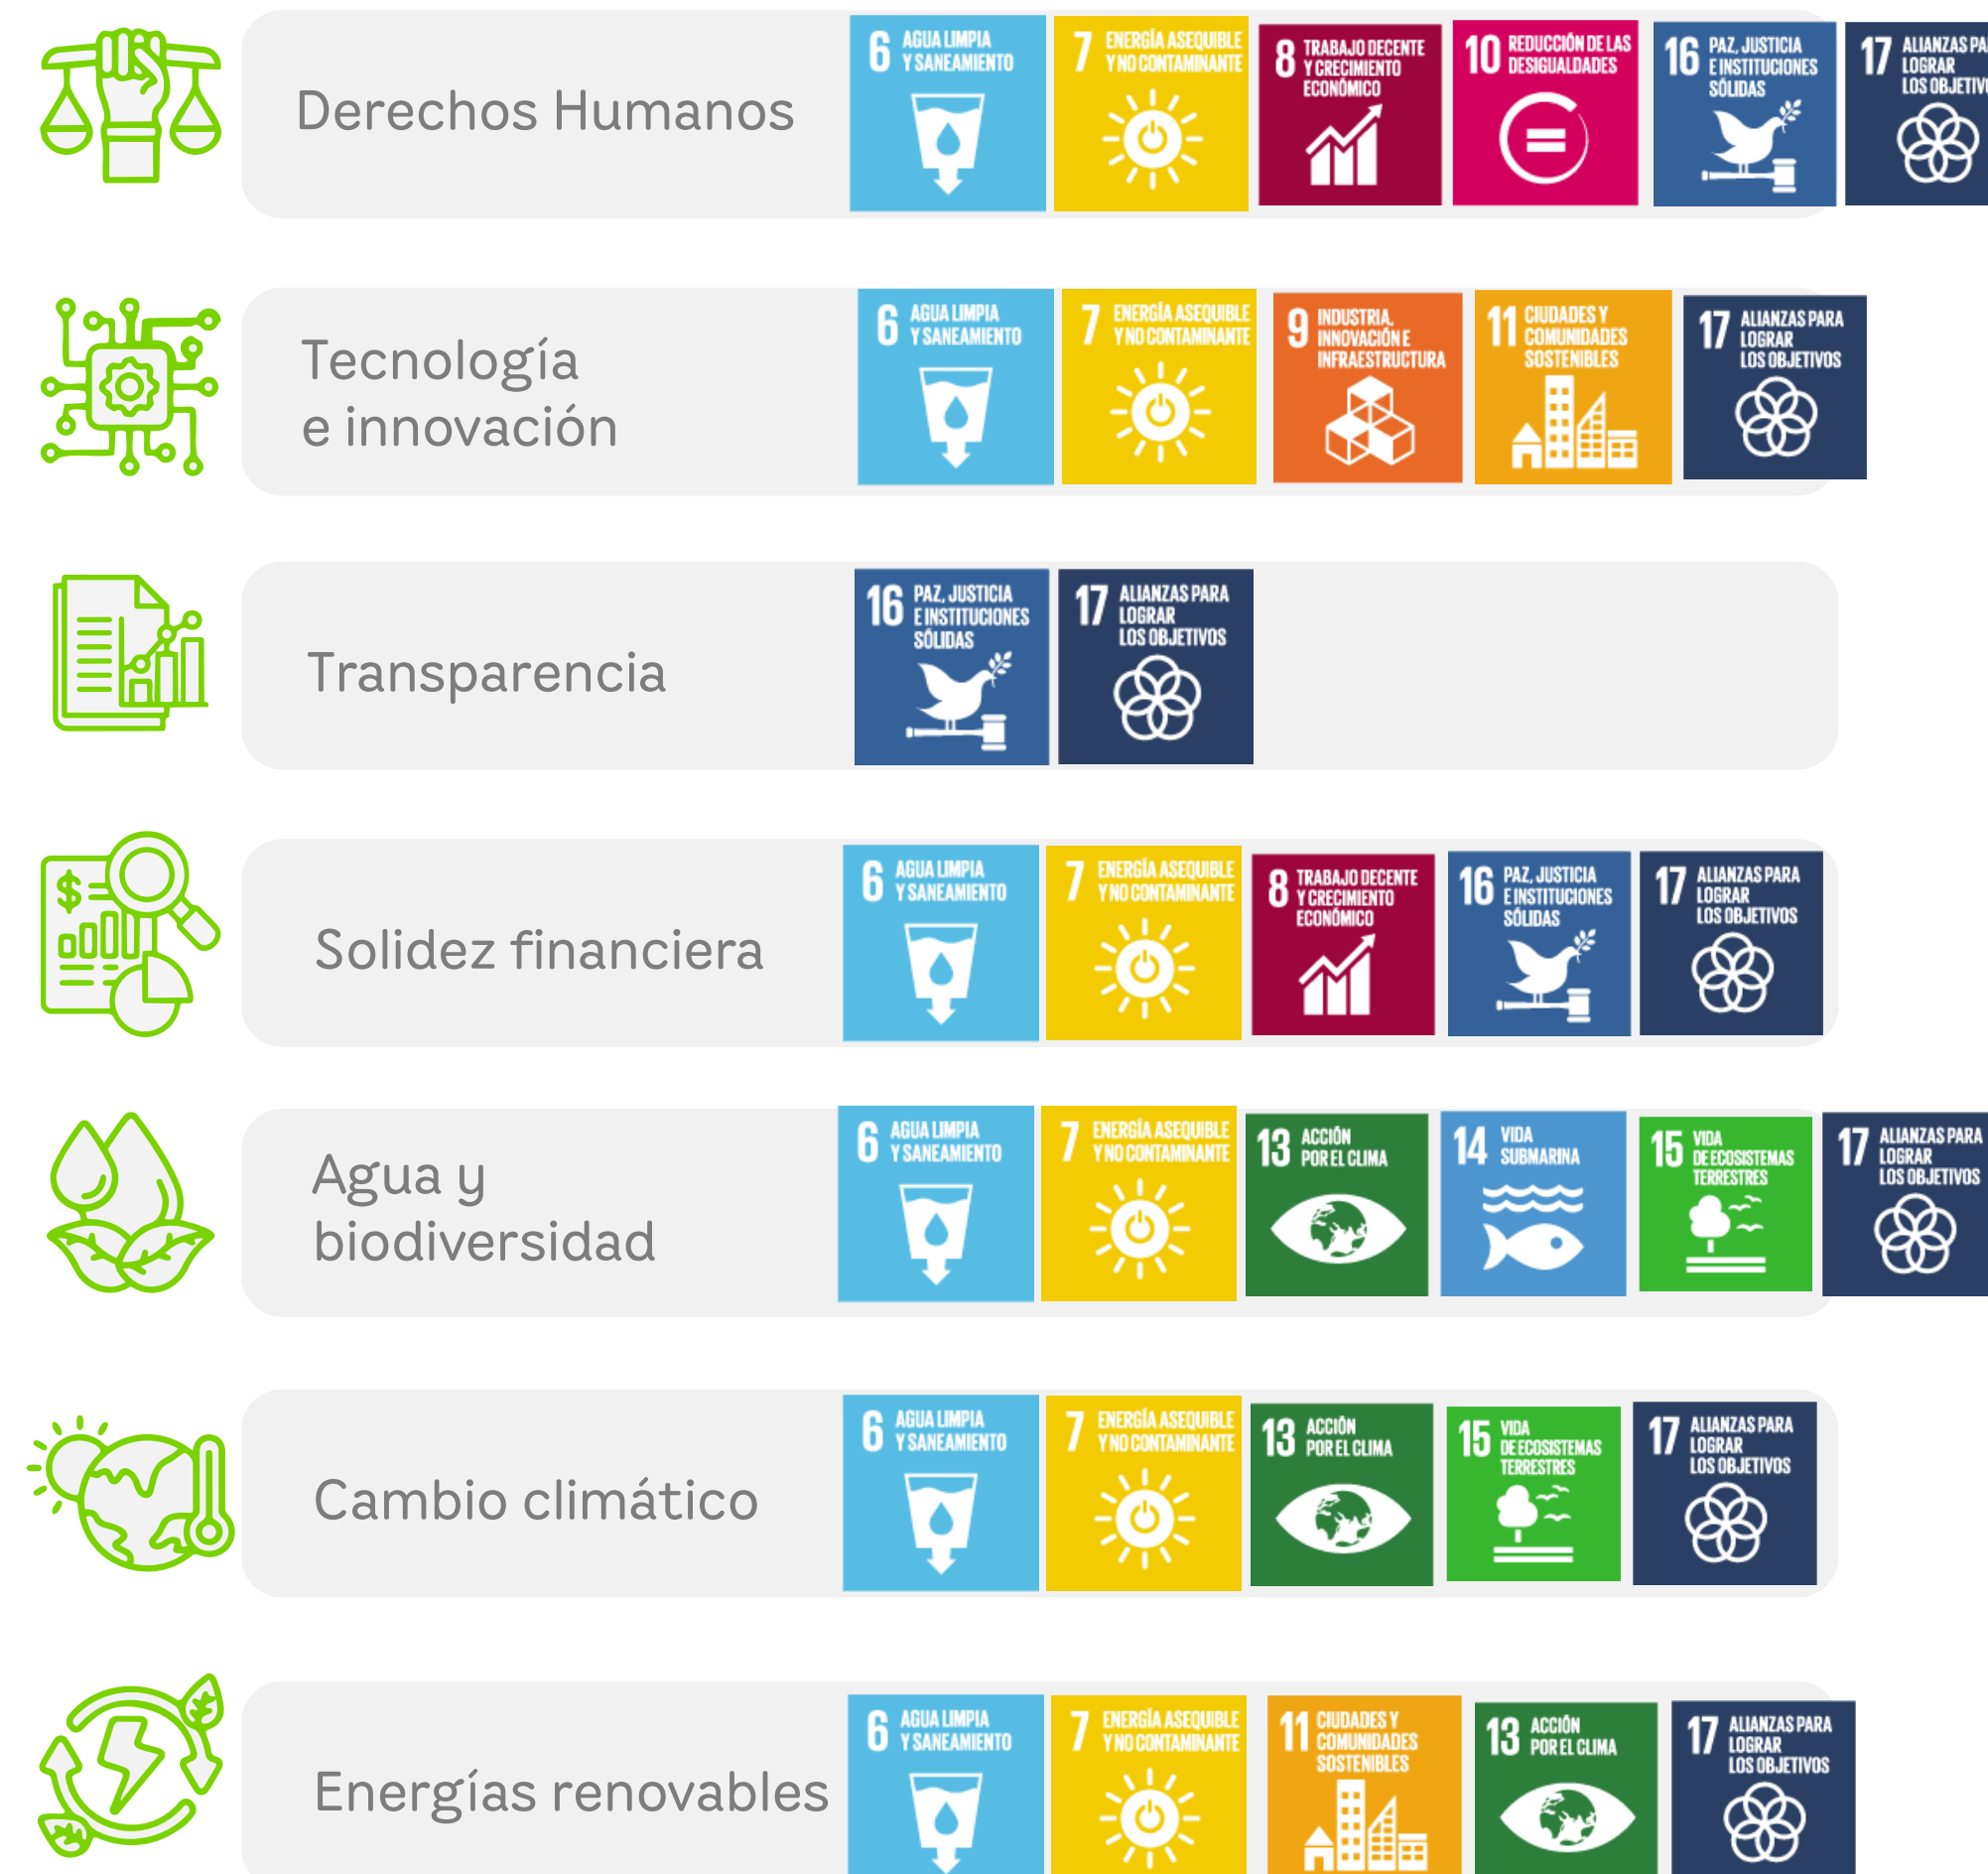 Derechos Humanos
6 AGUA LIMPIA
Y SANEAMIENTO
7 ENERGÍA ASEQUIBLE
Y NO CONTAMINANTE
8 TRABAJO DECENTE
Y CRECIMIENTO
ECONÓMICO
10 REDUCCIÓN DE LAS
DESIGUALDADES
16 PAZ, JUSTICIA
E INSTITUCIONES
SÓLIDAS
17 ALIANZAS PA
LOGRAR
LOS OBJETIV
Tecnología
e innovación
6 AGUA LIMPIA
Y SANEAMIENTO
7 ENERGÍA ASEQUIBLE
Y NO CONTAMINANTE
9 INDUSTRIA,
INNOVACIÓN E
INFRAESTRUCTURA
11 CIUDADES Y
COMUNIDADES
SOSTENIBLES
17 ALIANZAS PARA
LOGRAR
LOS OBJETIVOS
Transparencia
16 PAZ, JUSTICIA
E INSTITUCIONES
SÓLIDAS
17 ALIANZAS PARA
LOGRAR
LOS OBJETIVOS
$
Solidez financiera
6 AGUA LIMPIA
Y SANEAMIENTO
7 ENERGÍA ASEQUIBLE
Y NO CONTAMINANTE
8 TRABAJO DECENTE
Y CRECIMIENTO
ECONÓMICO
16 PAZ, JUSTICIA
E INSTITUCIONES
SÓLIDAS
17 ALIANZAS PARA
LOGRAR
LOS OBJETIVOS
Agua y
biodiversidad
6 AGUA LIMPIA
Y SANEAMIENTO
7 ENERGÍA ASEQUIBLE
Y NO CONTAMINANTE
13 ACCIÓN
POR EL CLIMA
14 VIDA
SUBMARINA
15 VIDA
DE ECOSISTEMAS
TERRESTRES
17 ALIANZAS PARA
LOGRAR
LOS OBJETIVOS
Cambio climático
6 AGUA LIMPIA
Y SANEAMIENTO
7 ENERGÍA ASEQUIBLE
Y NO CONTAMINANTE
13 ACCIÓN
POR EL CLIMA
15 VIDA
DE ECOSISTEMAS
TERRESTRES
17 ALIANZAS PARA
LOGRAR
LOS OBJETIVOS
Energías renovables
6 AGUA LIMPIA
Y SANEAMIENTO
7 ENERGÍA ASEQUIBLE
Y NO CONTAMINANTE
11 CIUDADES Y
COMUNIDADES
SOSTENIBLES
13 ACCIÓN
POR EL CLIMA
17 ALIANZAS PARA
LOGRAR
LOS OBJETIVOS